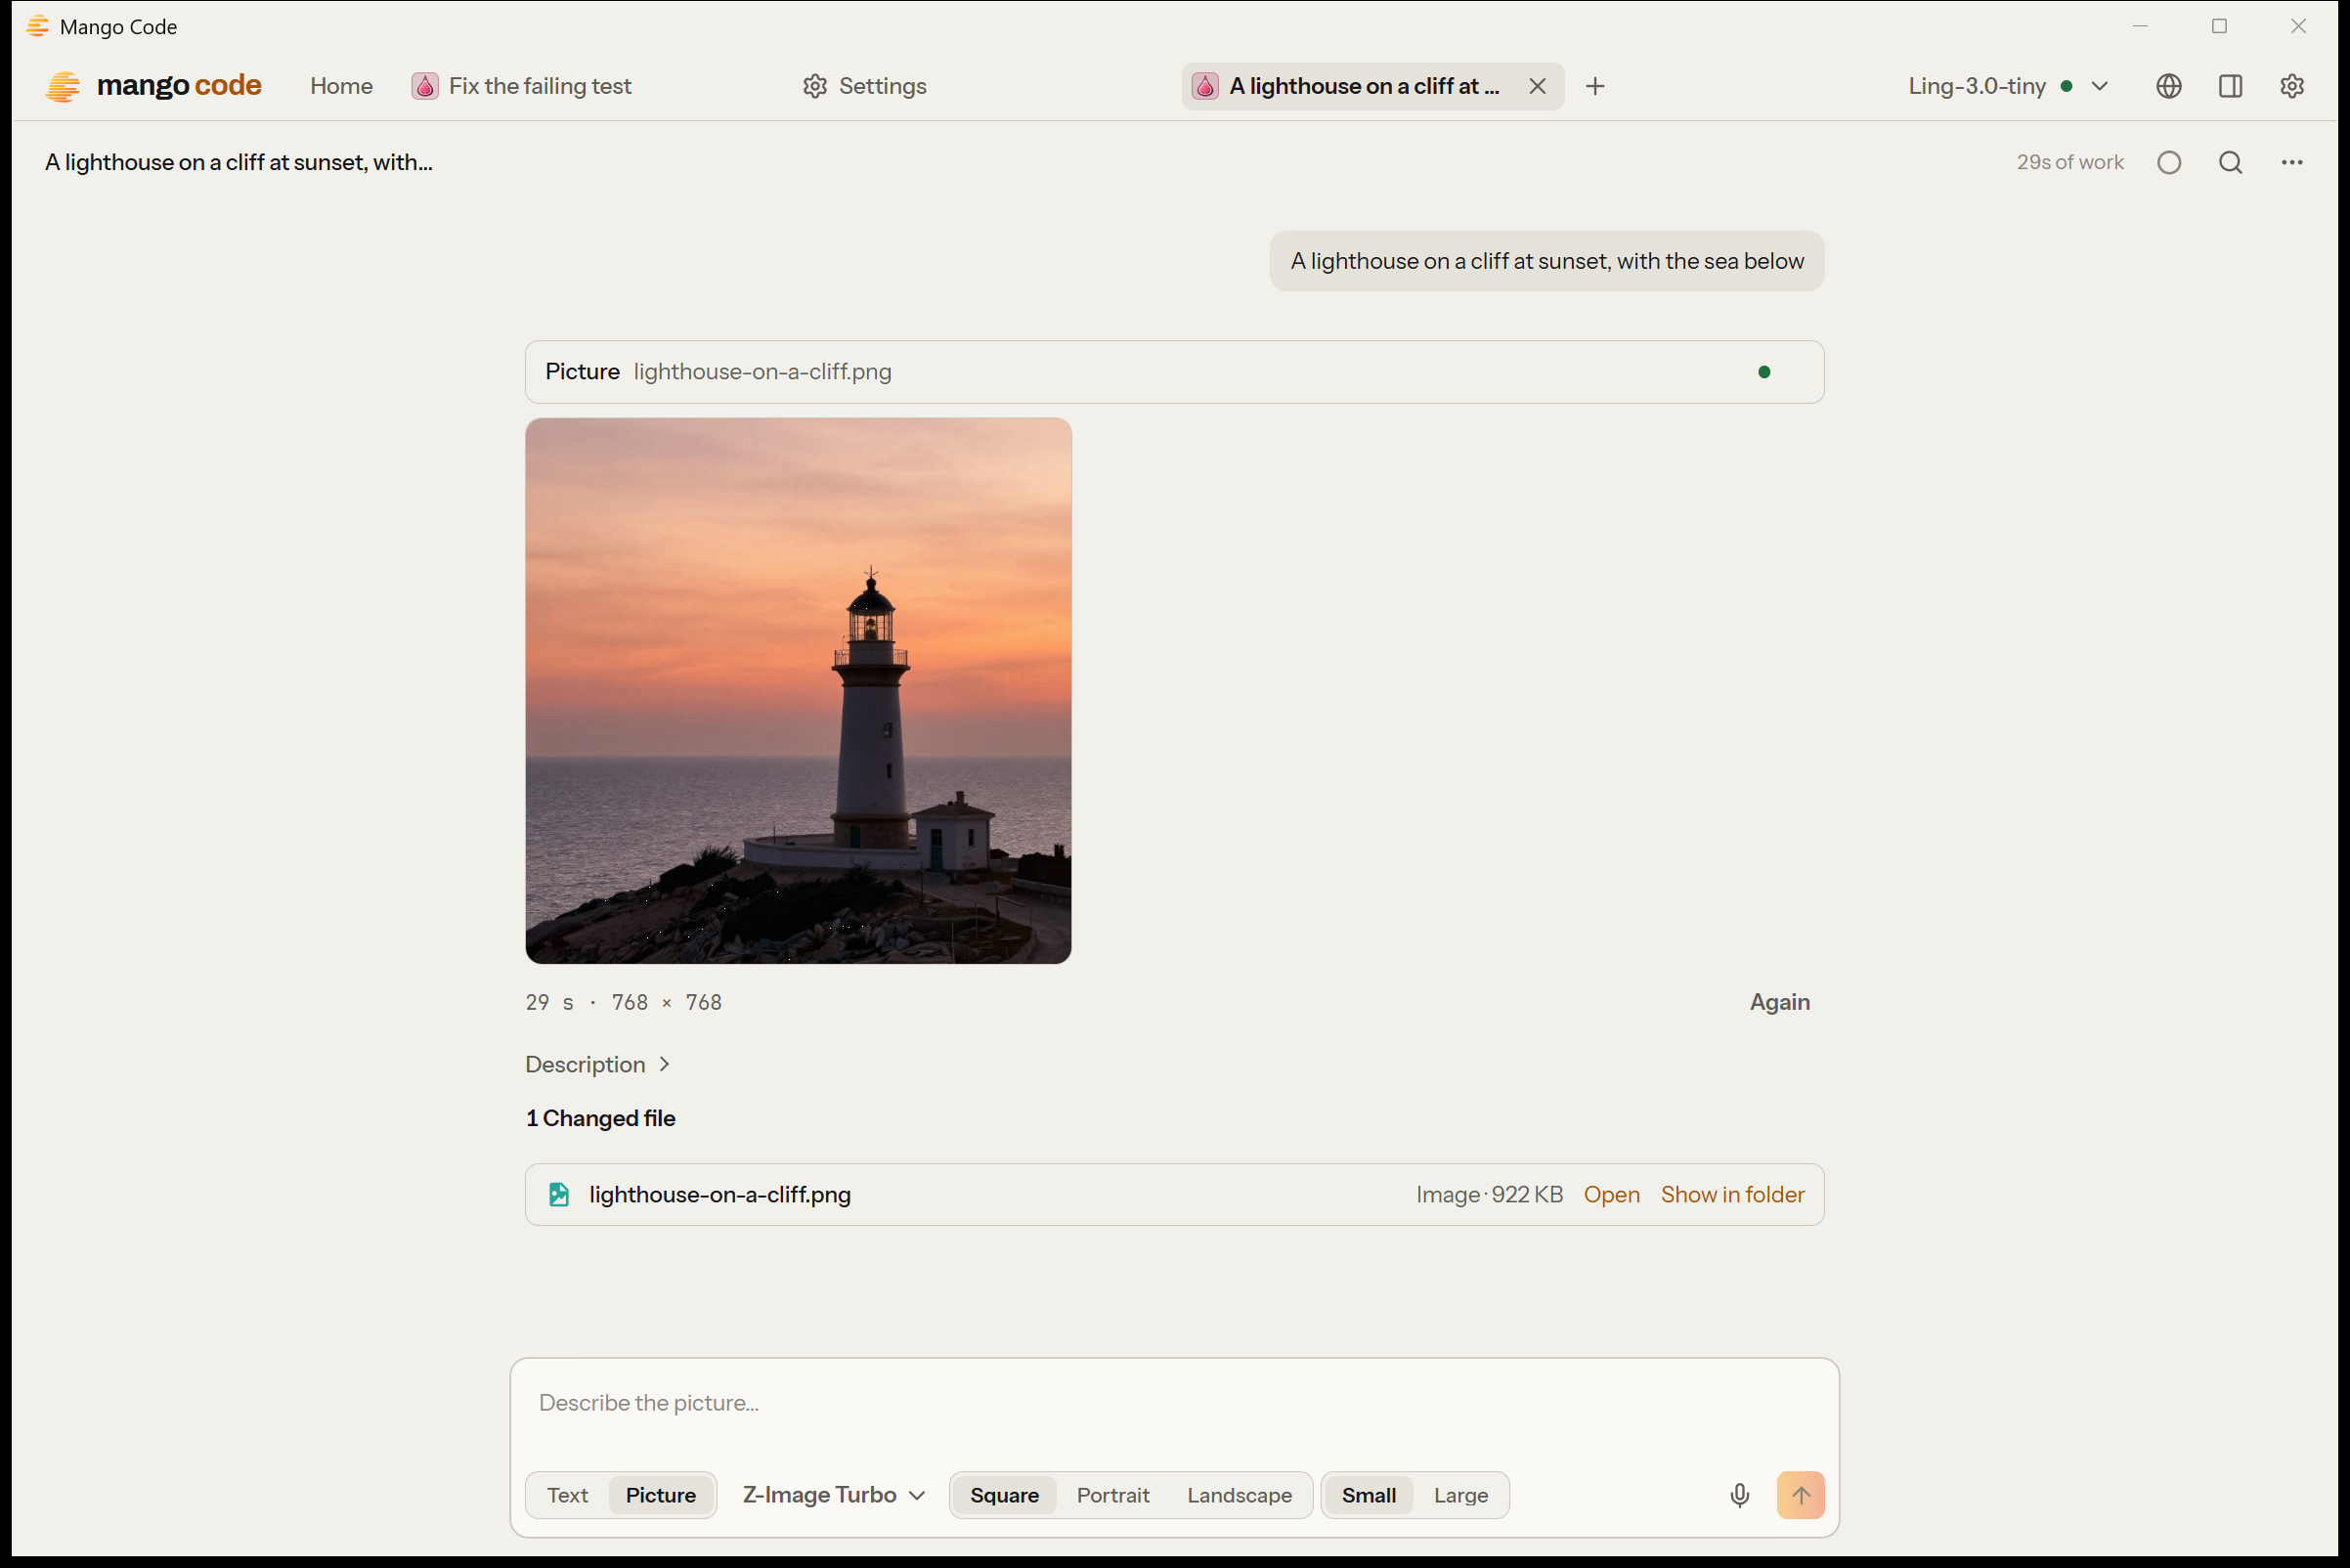 Mango Code
mango code
Home
Fix the failing test
Settings
A lighthouse on a cliff at ...
Ling-3.0-tiny
A lighthouse on a cliff at sunset, with...
29s of work
A lighthouse on a cliff at sunset, with the sea below
Picture lighthouse-on-a-cliff.png
29 s · 768 × 768
Again
Description
1 Changed file
lighthouse-on-a-cliff.png
Image · 922 KB
Open
Show in folder
Describe the picture...
Text
Picture
Z-Image Turbo
Square
Portrait
Landscape
Small
Large